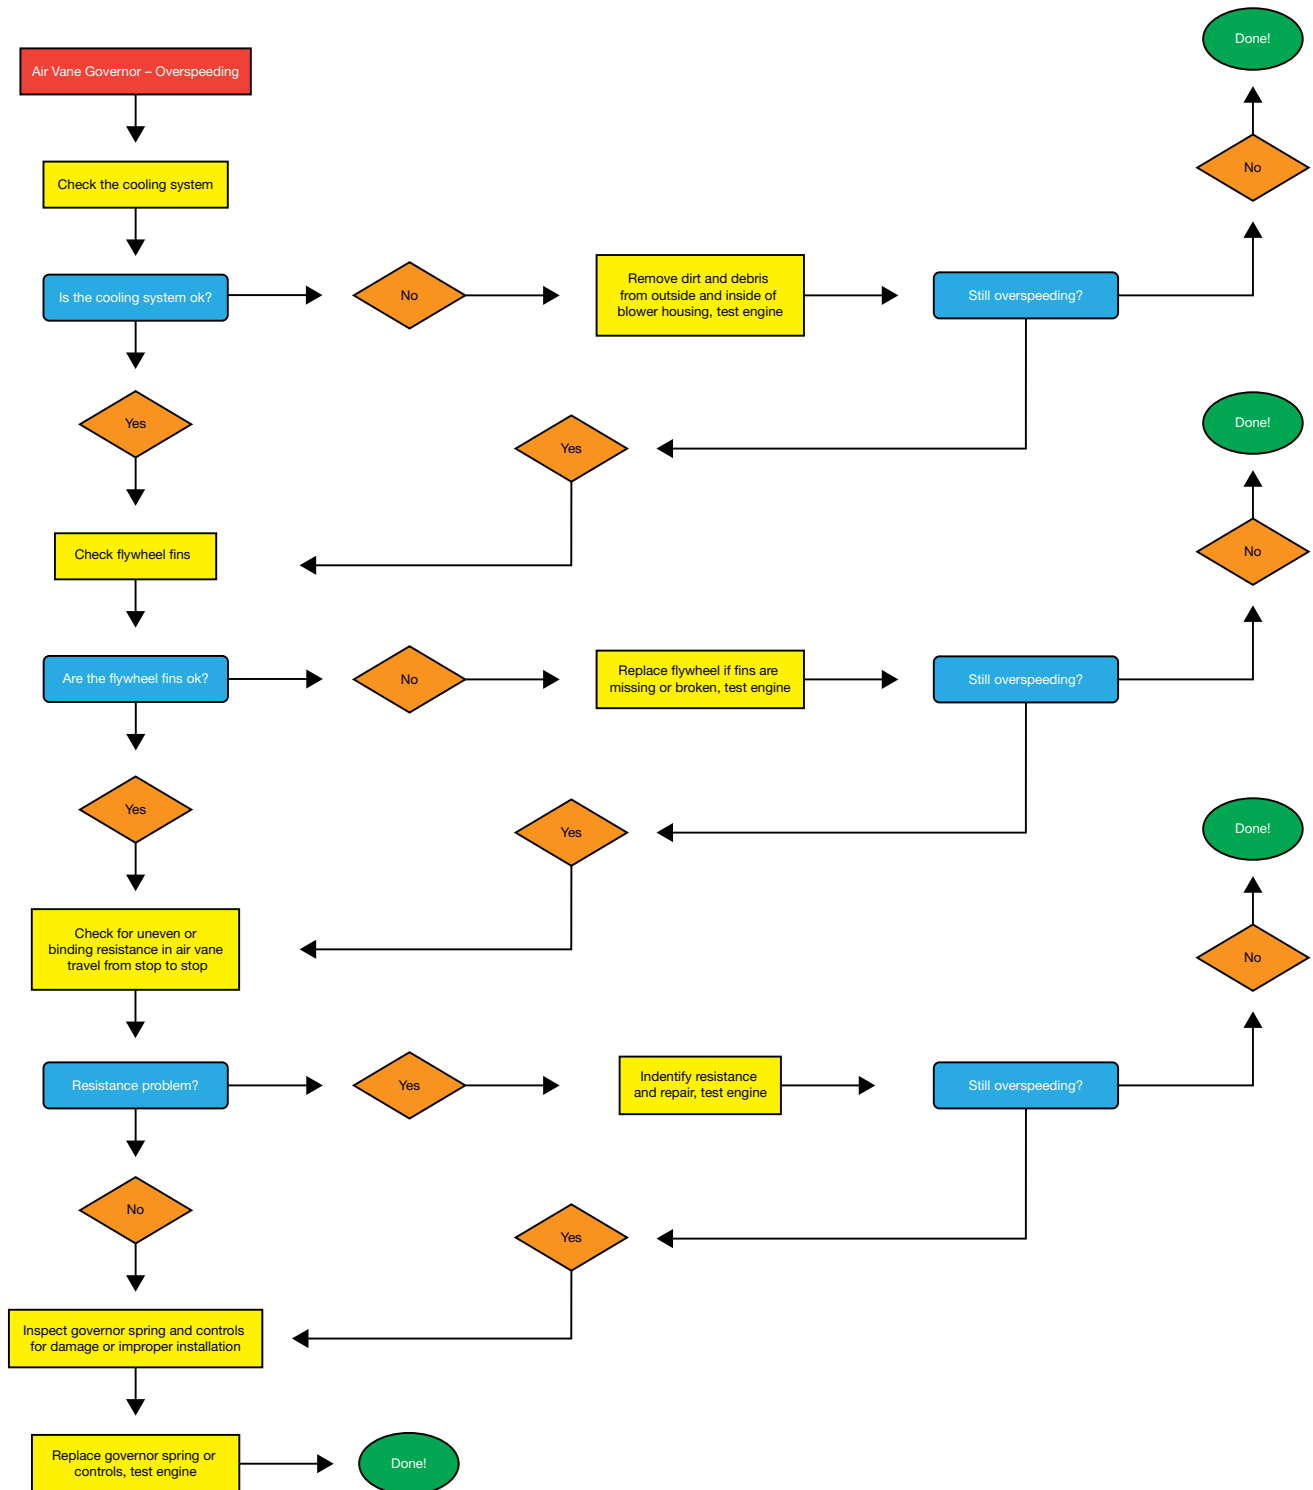 Done!
Air Vane Governor – Overspeeding
No
Check the cooling system
Is the cooling system ok?
No
Remove dirt and debris
from outside and inside of
blower housing, test engine
Still overspeeding?
Yes
Yes
Done!
Check flywheel fins
No
Are the flywheel fins ok?
No
Replace flywheel if fins are
missing or broken, test engine
Still overspeeding?
Yes
Yes
Done!
Check for uneven or
binding resistance in air vane
travel from stop to stop
No
Resistance problem?
Yes
Indentify resistance
and repair, test engine
Still overspeeding?
No
Yes
Inspect governor spring and controls
for damage or improper installation
Replace governor spring or
controls, test engine
Done!